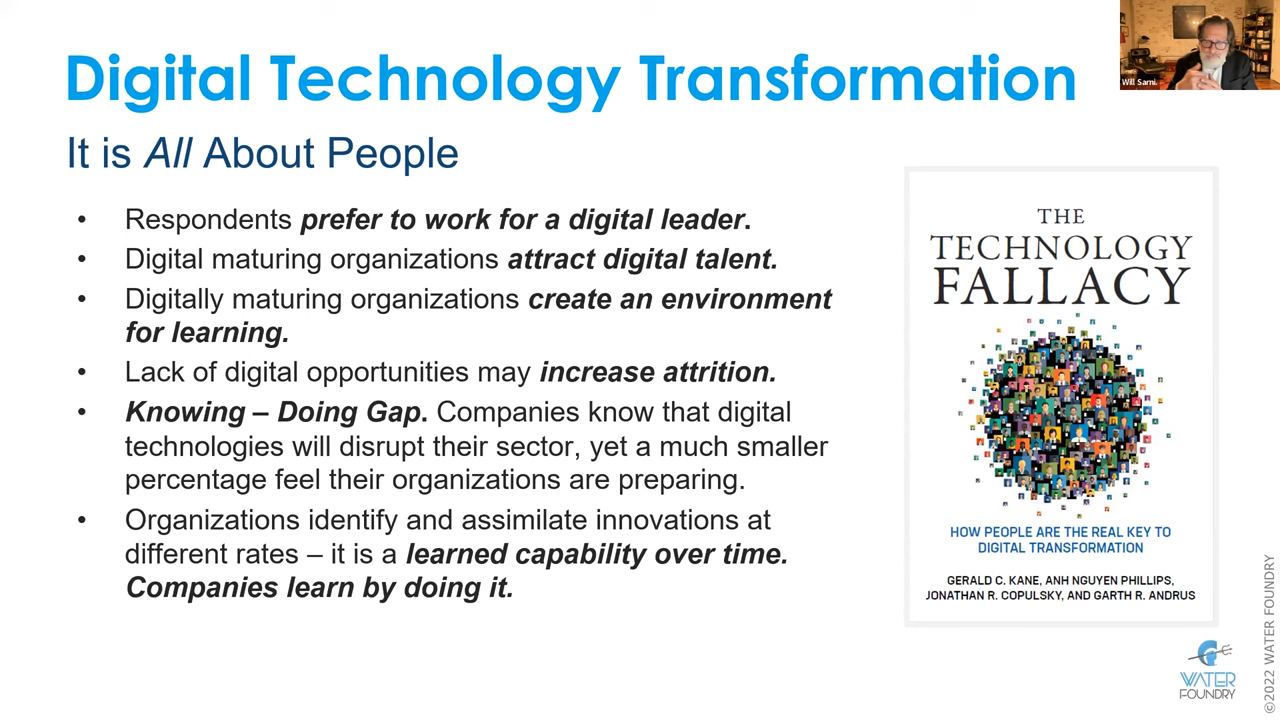 Digital Technology Transformation
Will Sarni.
It is All About People
• Respondents prefer to work for a digital leader.
• Digital maturing organizations attract digital talent.
• Digitally maturing organizations create an environment
for learning.
• Lack of digital opportunities may increase attrition.
• Knowing – Doing Gap. Companies know that digital
technologies will disrupt their sector, yet a much smaller
percentage feel their organizations are preparing.
• Organizations identify and assimilate innovations at
different rates – it is a learned capability over time.
Companies learn by doing it.
THE
TECHNOLOGY
FALLACY
HOW PEOPLE ARE THE REAL KEY TO
DIGITAL TRANSFORMATION
GERALD C. KANE, ANH NGUYEN PHILLIPS,
JONATHAN R. COPULSKY, AND GARTH R. ANDRUS
WATER
FOUNDRY
©2022 WATER FOUNDRY